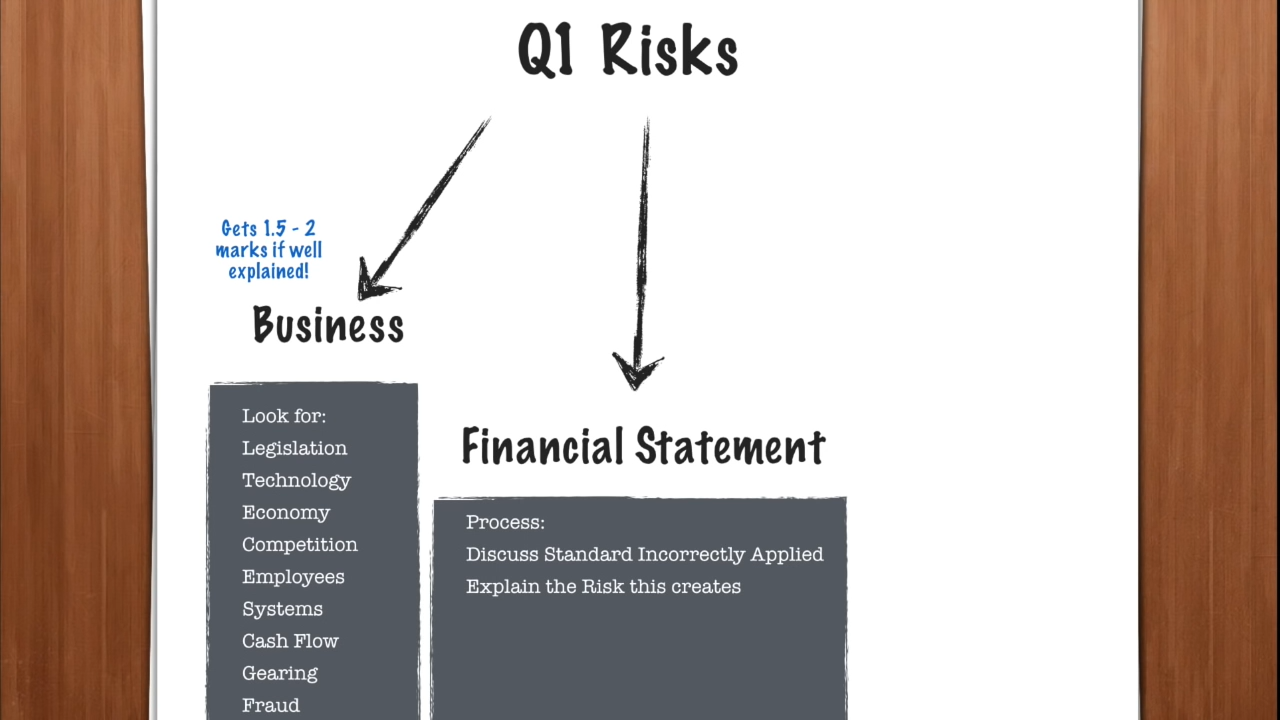 Q1 Risks
Gets 1.5 - 2
marks if well
explained!
Business
Look for:
Legislation
Technology
Economy
Competition
Employees
Systems
Cash Flow
Gearing
Fraud
Financial Statement
Process:
Discuss Standard Incorrectly Applied
Explain the Risk this creates